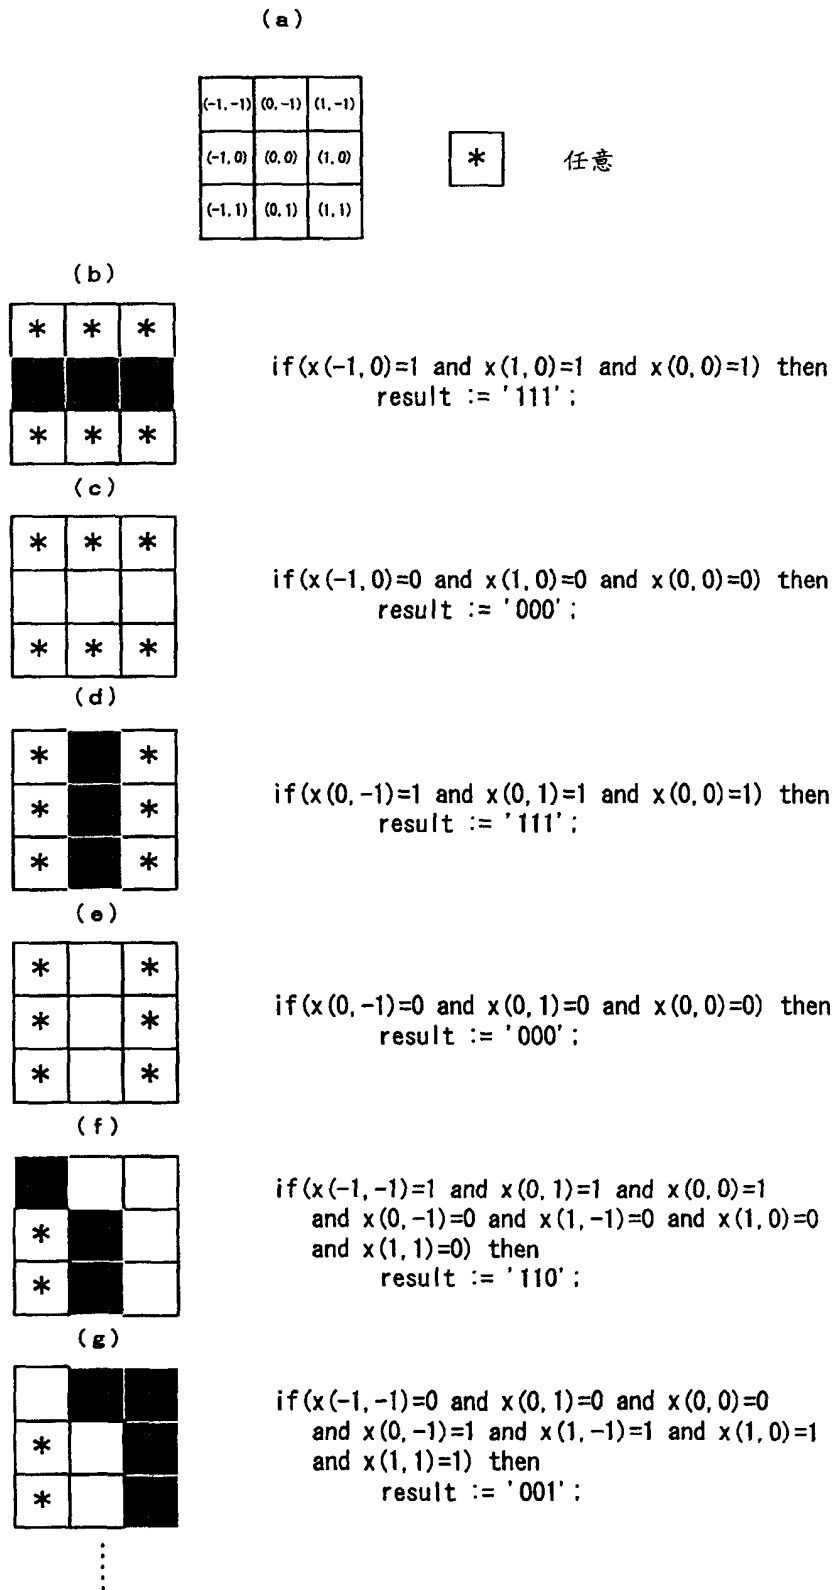 (a)
(-1,-1) (0,-1) (1,-1)
(-1,0) (0,0) (1,0)
* 任意
(-1,1) (0,1) (1,1)
(b)
* * *
if(x(-1,0)=1 and x(1,0)=1 and x(0,0)=1) then
result := '111';
* * *
(c)
* * *
if(x(-1,0)=0 and x(1,0)=0 and x(0,0)=0) then
result := '000';
* * *
(d)
* *
* *
if(x(0,-1)=1 and x(0,1)=1 and x(0,0)=1) then
result := '111';
* *
(e)
* *
* *
if(x(0,-1)=0 and x(0,1)=0 and x(0,0)=0) then
result := '000';
* *
(f)
if(x(-1,-1)=1 and x(0,1)=1 and x(0,0)=1
* and x(0,-1)=0 and x(1,-1)=0 and x(1,0)=0
and x(1,1)=0) then
* result := '110';
(g)
if(x(-1,-1)=0 and x(0,1)=0 and x(0,0)=0
* and x(0,-1)=1 and x(1,-1)=1 and x(1,0)=1
and x(1,1)=1) then
* result := '001';